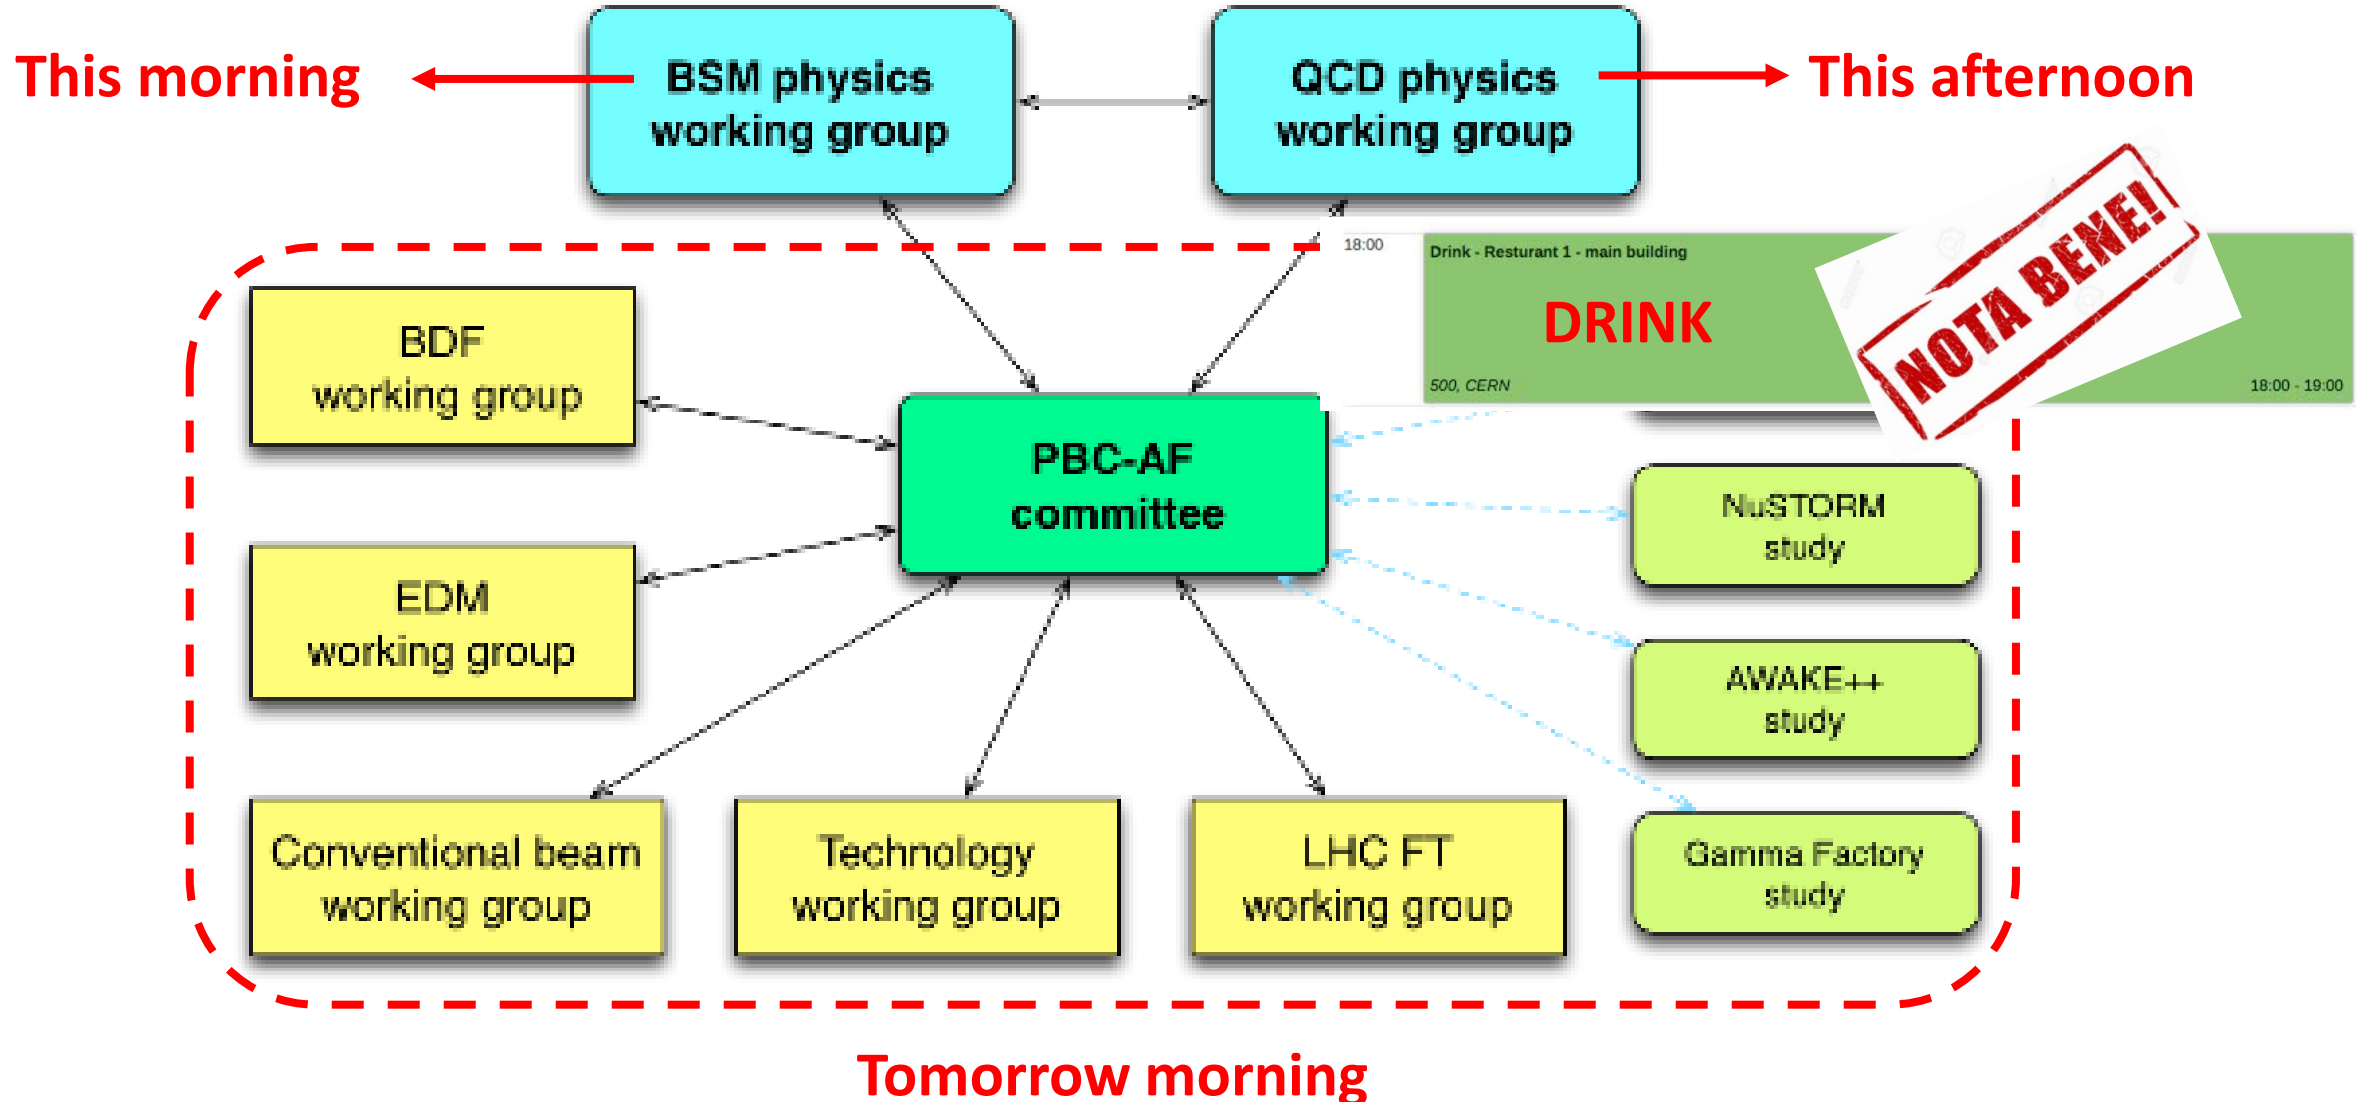 This morning
BSM physics
working group
QCD physics
working group
This afternoon
18:00
Drink - Resturant 1 - main building
DRINK
500, CERN
18:00 - 19:00
NOTA BENE!
BDF
working group
PBC-AF
committee
NuSTORM
study
EDM
working group
AWAKE++
study
Conventional beam
working group
Technology
working group
LHC FT
working group
Gamma Factory
study
Tomorrow morning